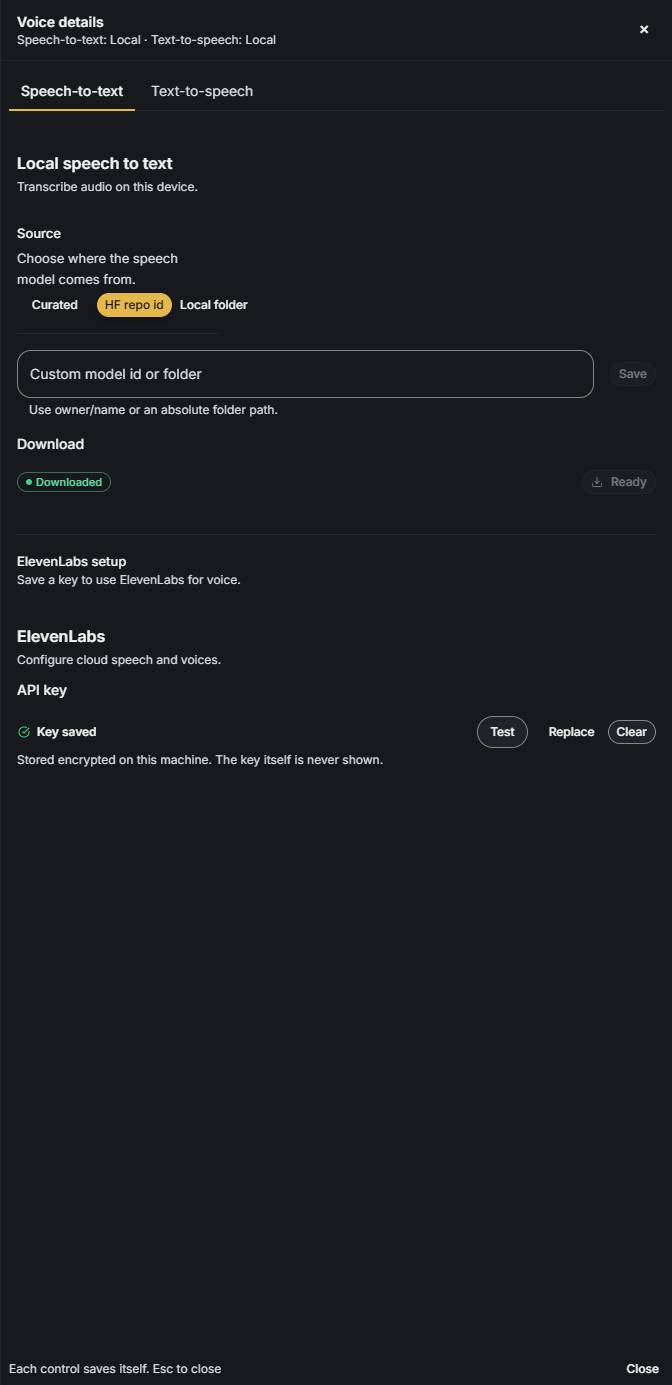 Voice details
Speech-to-text: Local · Text-to-speech: Local
Speech-to-text
Text-to-speech
Local speech to text
Transcribe audio on this device.
Source
Choose where the speech
model comes from.
Curated
HF repo id
Local folder
Custom model id or folder
Save
Use owner/name or an absolute folder path.
Download
Downloaded
Ready
ElevenLabs setup
Save a key to use ElevenLabs for voice.
ElevenLabs
Configure cloud speech and voices.
API key
Key saved
Test
Replace
Clear
Stored encrypted on this machine. The key itself is never shown.
Each control saves itself. Esc to close
Close